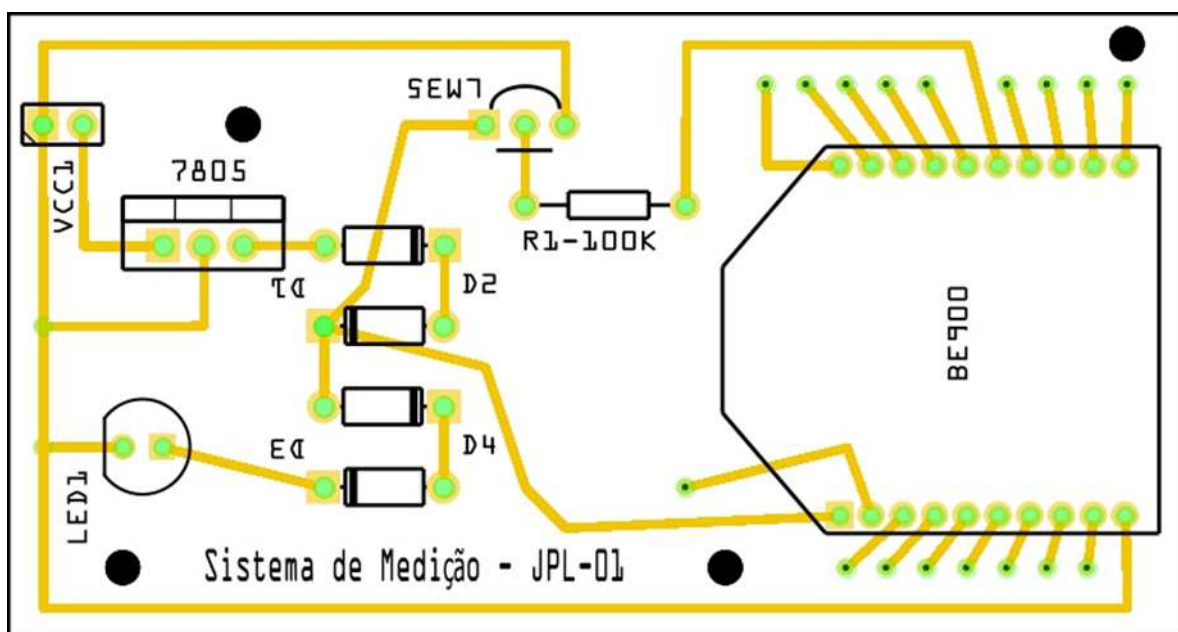 LM35
7805
VCC1
R1-100K
D1
D2
BE900
D3
D4
LED1
Sistema de Medição - JPL-01